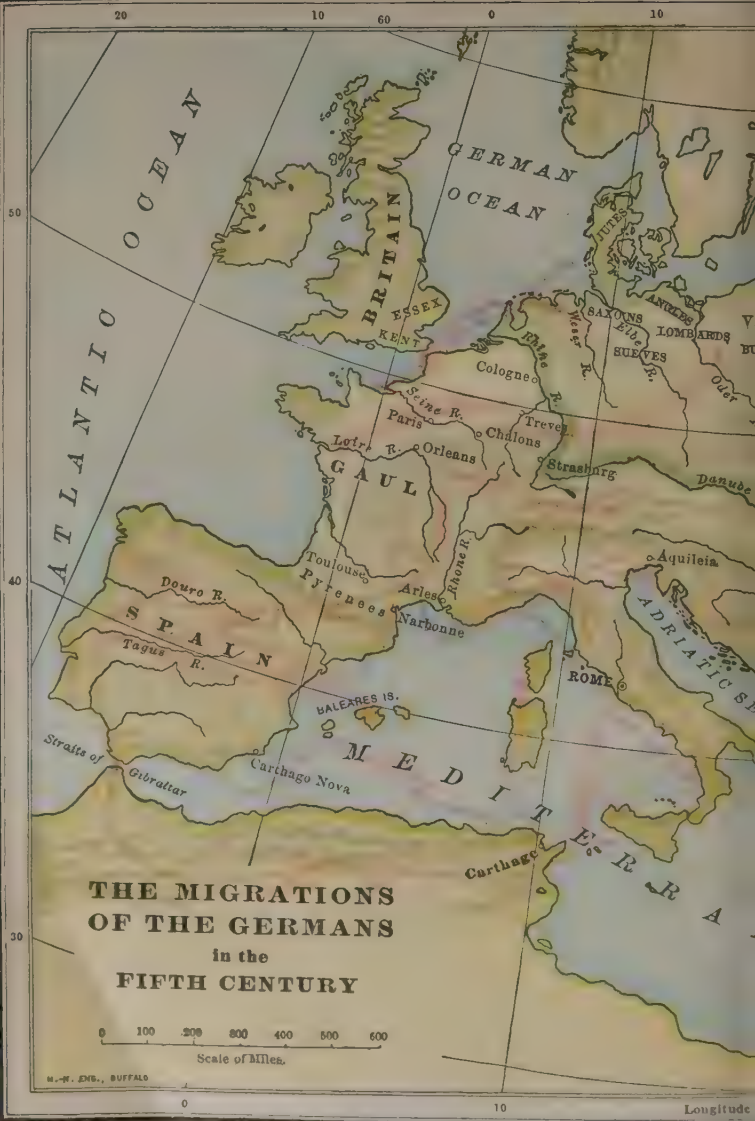 20
10
60
0
10
ATLANTIC OCEAN
GERMAN
OCEAN
50
BRITAIN
ESSEX
KENT
JUTES
ANGLES
SAXONS
LOMBARDS
SUEVES
Elbe R.
Weser R.
Rhine R.
Oder
V
BU
Cologne
Seine R.
Paris
Treves
Chalons
Loire R.
Orleans
Strasburg
Danube
GAUL
Aquileia
Toulouse
Rhone R.
Arles
Pyrenees
Narbonne
40
Douro R.
SPAIN
Tagus R.
ADRIATIC SE
ROME
BALEARES IS.
Straits of
Gibraltar
Carthago Nova
MEDITERRA
Carthage
THE MIGRATIONS
OF THE GERMANS
in the
FIFTH CENTURY
30
0 100 200 300 400 500 600
Scale of Miles.
M.-N. ENG., BUFFALO
0
10
Longitude